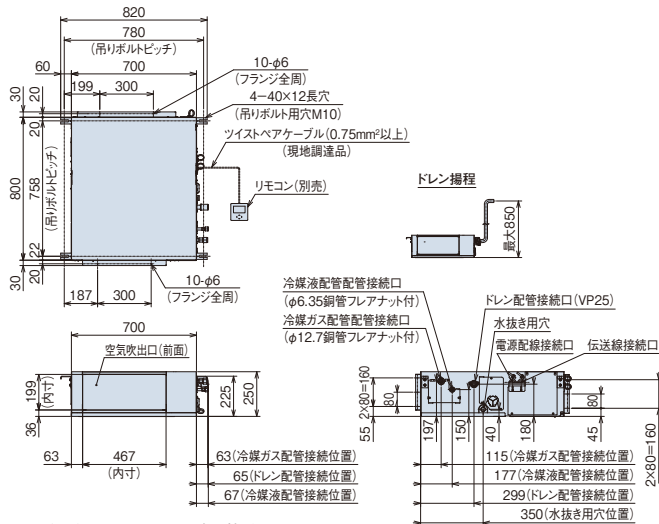 820
780
(吊りボルトピッチ)
60
700
199
300
10-φ6
(フランジ全周)
4−40×12長穴
(吊りボルト用穴M10)
ツイストペアケーブル(0.75mm²以上)
(現地調達品)
リモコン(別売)
30
20
20
800
758
(吊りボルトピッチ)
22
20
30
187
300
10-φ6
(フランジ全周)
ドレン揚程
最大850
700
空気吹出口(前面)
199
(内寸)
36
63
467
(内寸)
225
250
63(冷媒ガス配管接続位置)
65(ドレン配管接続位置)
67(冷媒液配管接続位置)
冷媒液配管配管接続口
(φ6.35銅管フレアナット付)
冷媒ガス配管配管接続口
(φ12.7銅管フレアナット付)
ドレン配管接続口(VP25)
水抜き用穴
電源配線接続口
伝送線接続口
2×80=160
80
55
197
150
40
180
45
80
2×80=160
115(冷媒ガス配管接続位置)
177(冷媒液配管接続位置)
299(ドレン配管接続位置)
350(水抜き用穴位置)